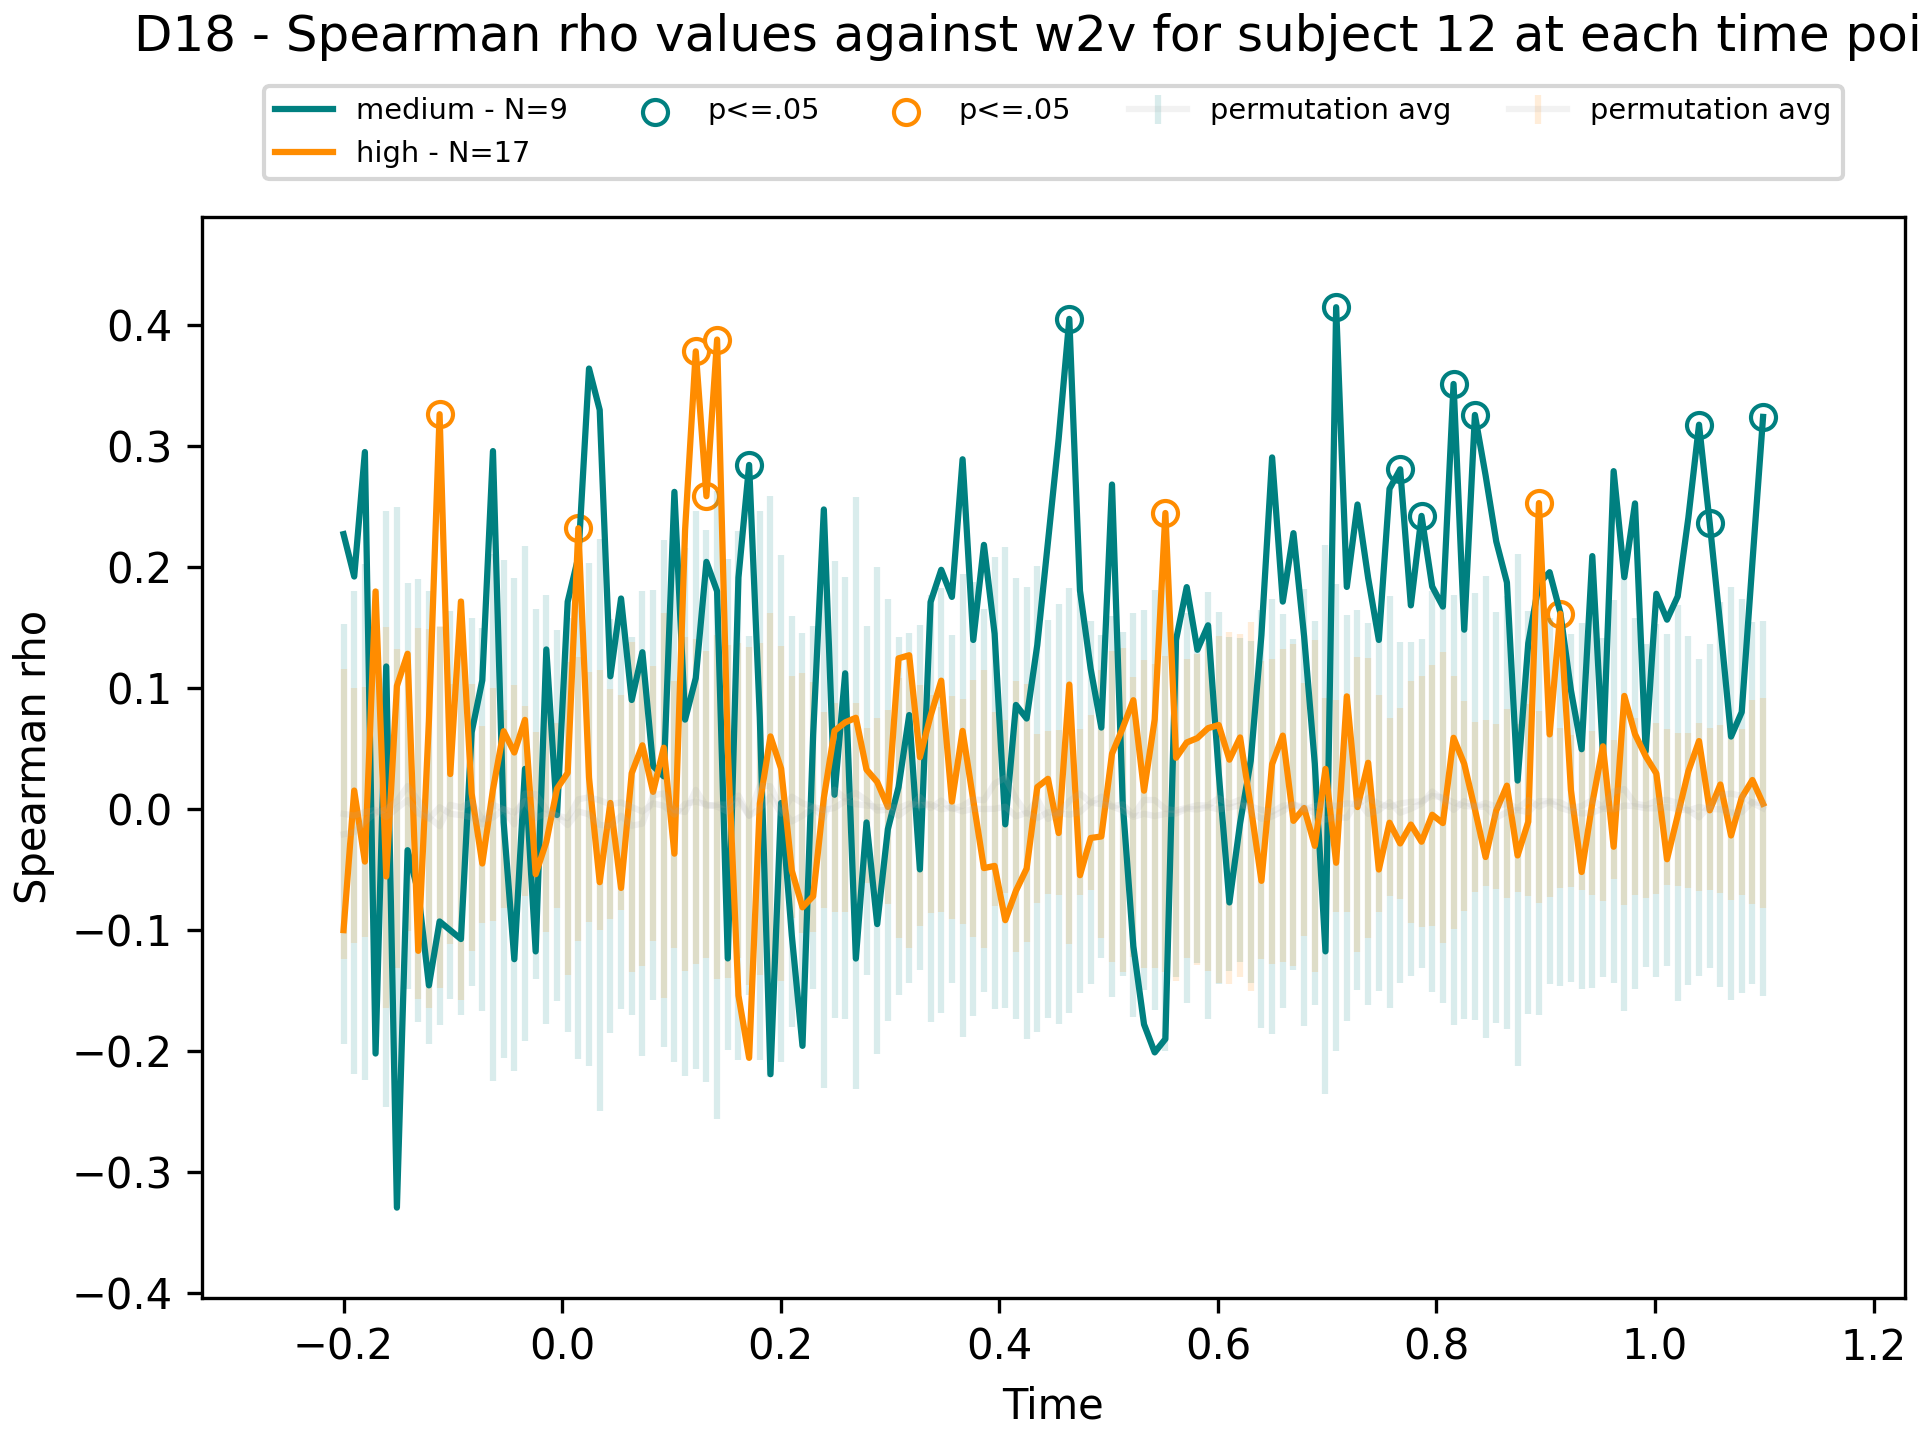 D18 - Spearman rho values against w2v for subject 12 at each time poi
medium - N=9
high - N=17
p<=.05
p<=.05
permutation avg
permutation avg
Spearman rho
0.4
0.3
0.2
0.1
0.0
−0.1
−0.2
−0.3
−0.4
−0.2 0.0 0.2 0.4 0.6 0.8 1.0 1.2
Time